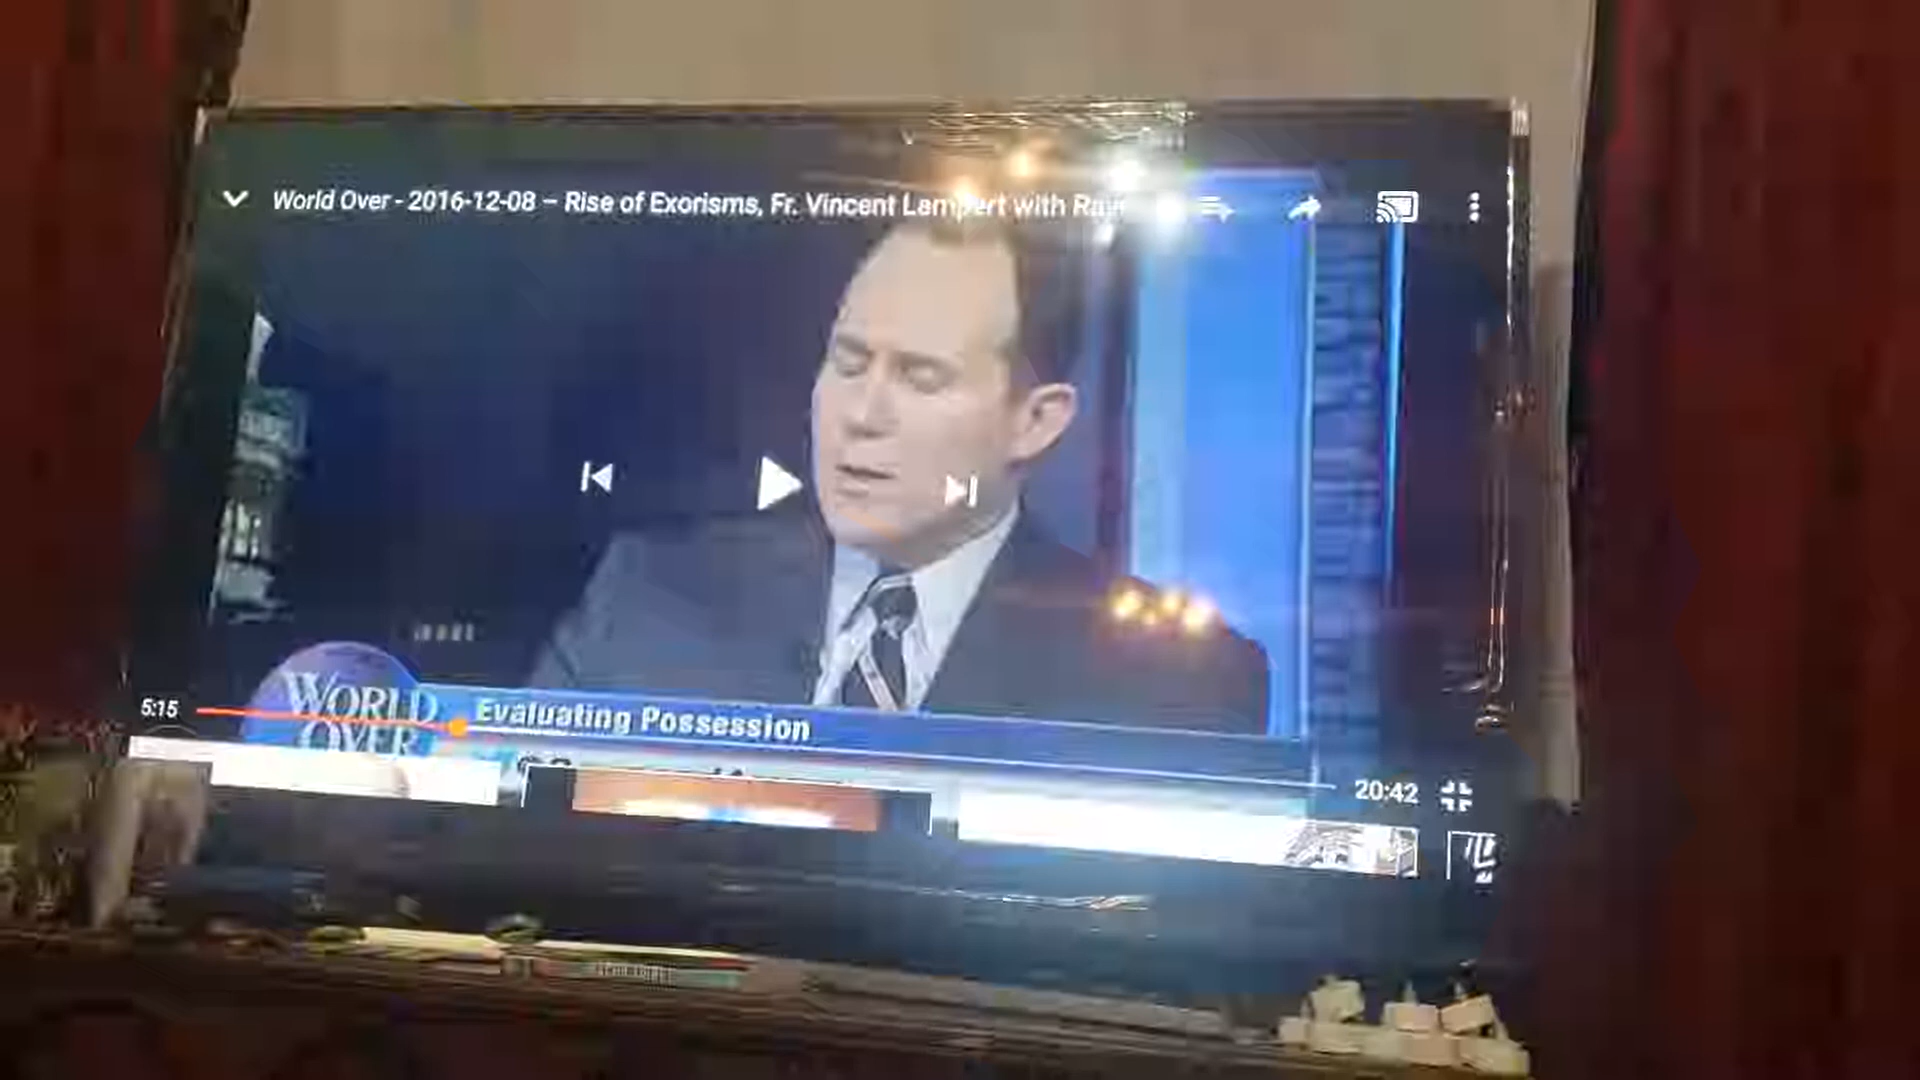 World Over - 2016-12-08 – Rise of Exorisms, Fr. Vincent Lampert with Ray
5:15
WORLD
OVER
Evaluating Possession
20:42